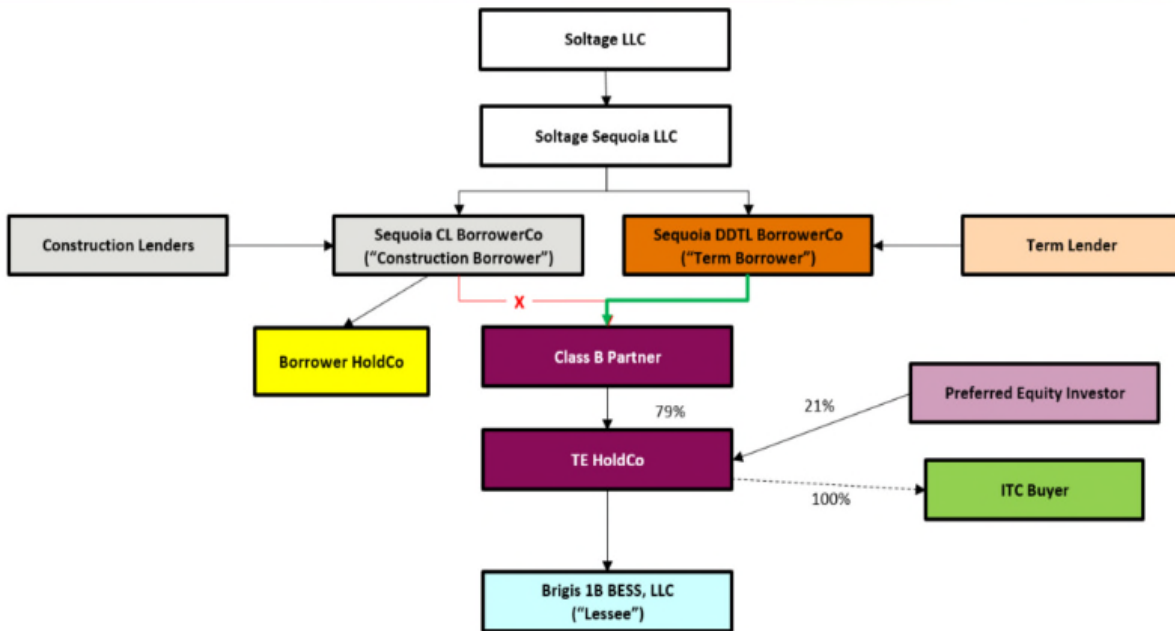 Soltage LLC
Soltage Sequoia LLC
Construction Lenders
Sequoia CL BorrowerCo
(“Construction Borrower”)
Sequoia DDTL BorrowerCo
(“Term Borrower”)
Term Lender
X
Borrower HoldCo
Class B Partner
Preferred Equity Investor
79%
21%
TE HoldCo
ITC Buyer
100%
Brigis 1B BESS, LLC
(“Lessee”)